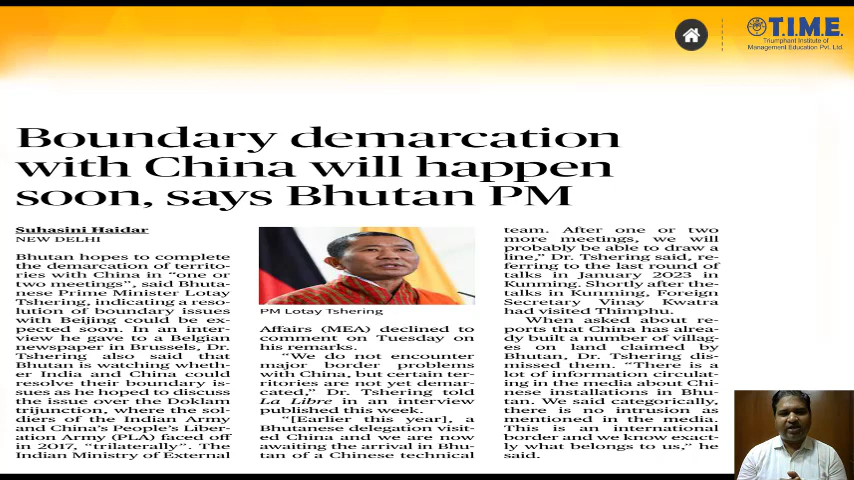 T.I.M.E.
Triumphant Institute of
Management Education Pvt. Ltd.
Boundary demarcation
with China will happen
soon, says Bhutan PM
Suhasini Haidar
NEW DELHI
Bhutan hopes to complete
the demarcation of territo-
ries with China in “one or
two meetings”, said Bhuta-
nese Prime Minister Lotay
Tshering, indicating a reso-
lution of boundary issues
with Beijing could be ex-
pected soon. In an inter-
view he gave to a Belgian
newspaper in Brussels, Dr.
Tshering also said that
Bhutan is watching wheth-
er India and China could
resolve their boundary is-
sues as he hoped to discuss
the issue over the Doklam
trijunction, where the sol-
diers of the Indian Army
and China’s People’s Liber-
ation Army (PLA) faced off
in 2017, “trilaterally”. The
Indian Ministry of External
PM Lotay Tshering
Affairs (MEA) declined to
comment on Tuesday on
his remarks.
“We do not encounter
major border problems
with China, but certain ter-
ritories are not yet demar-
cated,” Dr. Tshering told
La Libre in an interview
published this week.
“[Earlier this year], a
Bhutanese delegation visit-
ed China and we are now
awaiting the arrival in Bhu-
tan of a Chinese technical
team. After one or two
more meetings, we will
probably be able to draw a
line,” Dr. Tshering said, re-
ferring to the last round of
talks in January 2023 in
Kunming. Shortly after the
talks in Kunming, Foreign
Secretary Vinay Kwatra
had visited Thimphu.
When asked about re-
ports that China has alrea-
dy built a number of villag-
es on land claimed by
Bhutan, Dr. Tshering dis-
missed them. “There is a
lot of information circulat-
ing in the media about Chi-
nese installations in Bhu-
tan. We said categorically,
there is no intrusion as
mentioned in the media.
This is an international
border and we know exact-
ly what belongs to us,” he
said.